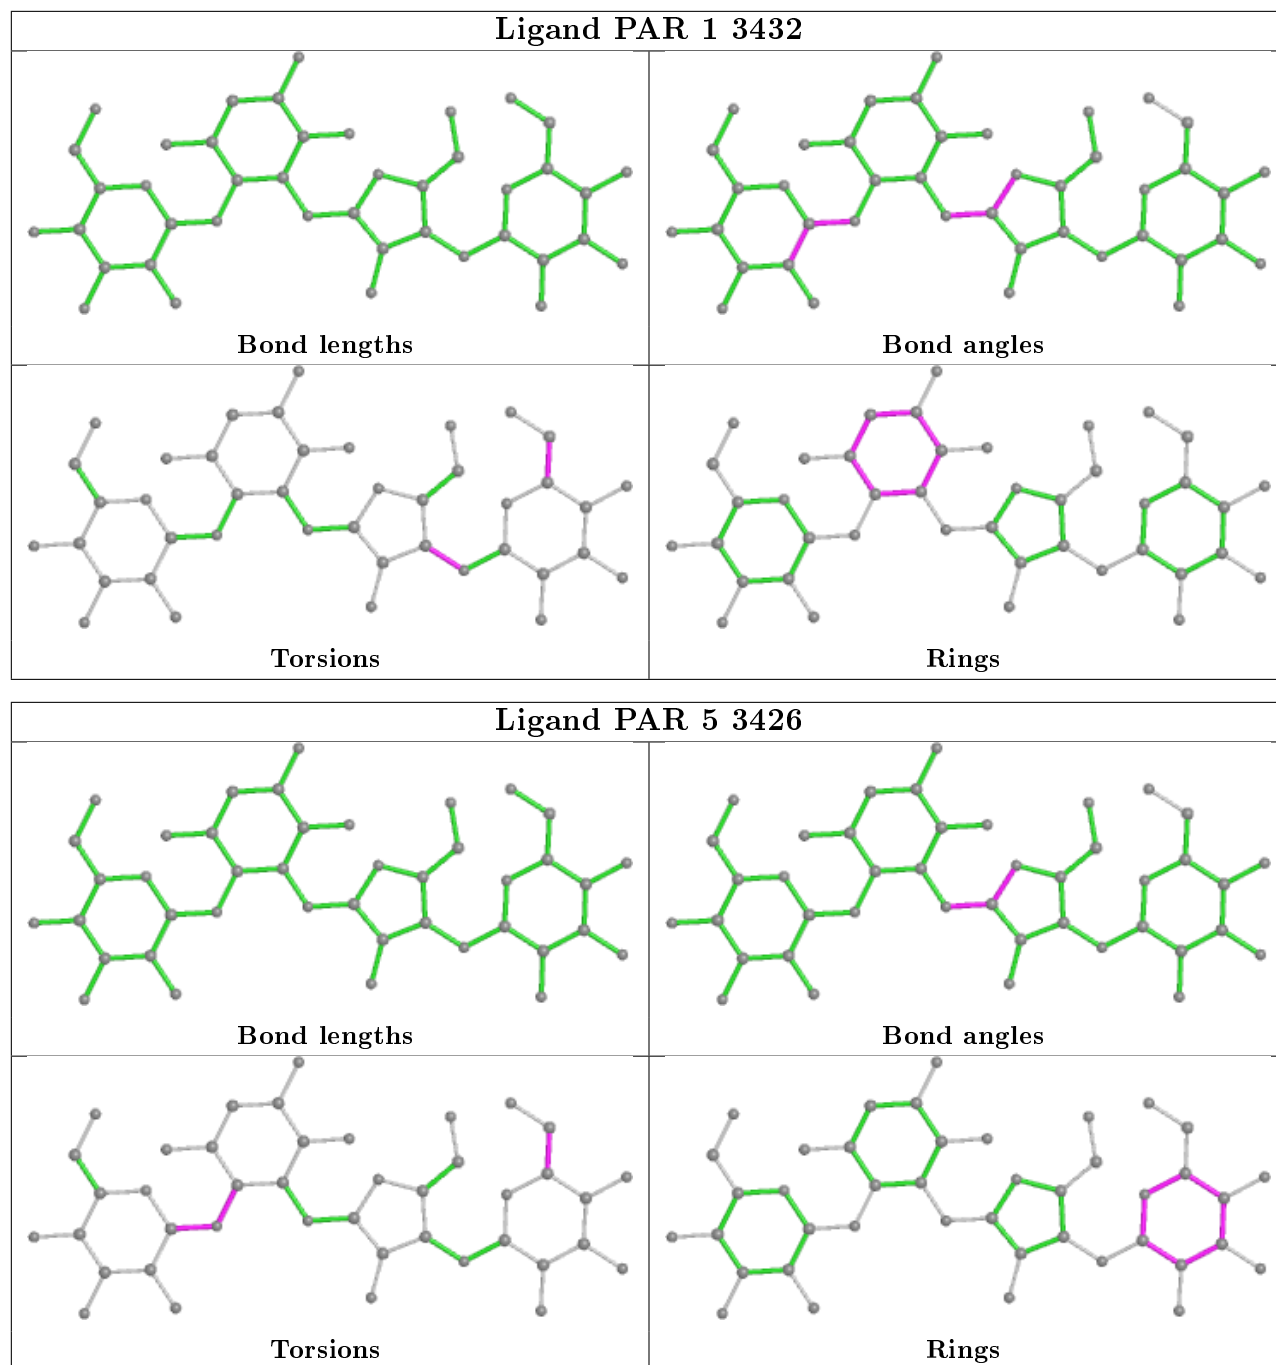 Ligand PAR 1 3432
Bond lengths
Bond angles
Torsions
Rings
Ligand PAR 5 3426
Bond lengths
Bond angles
Torsions
Rings